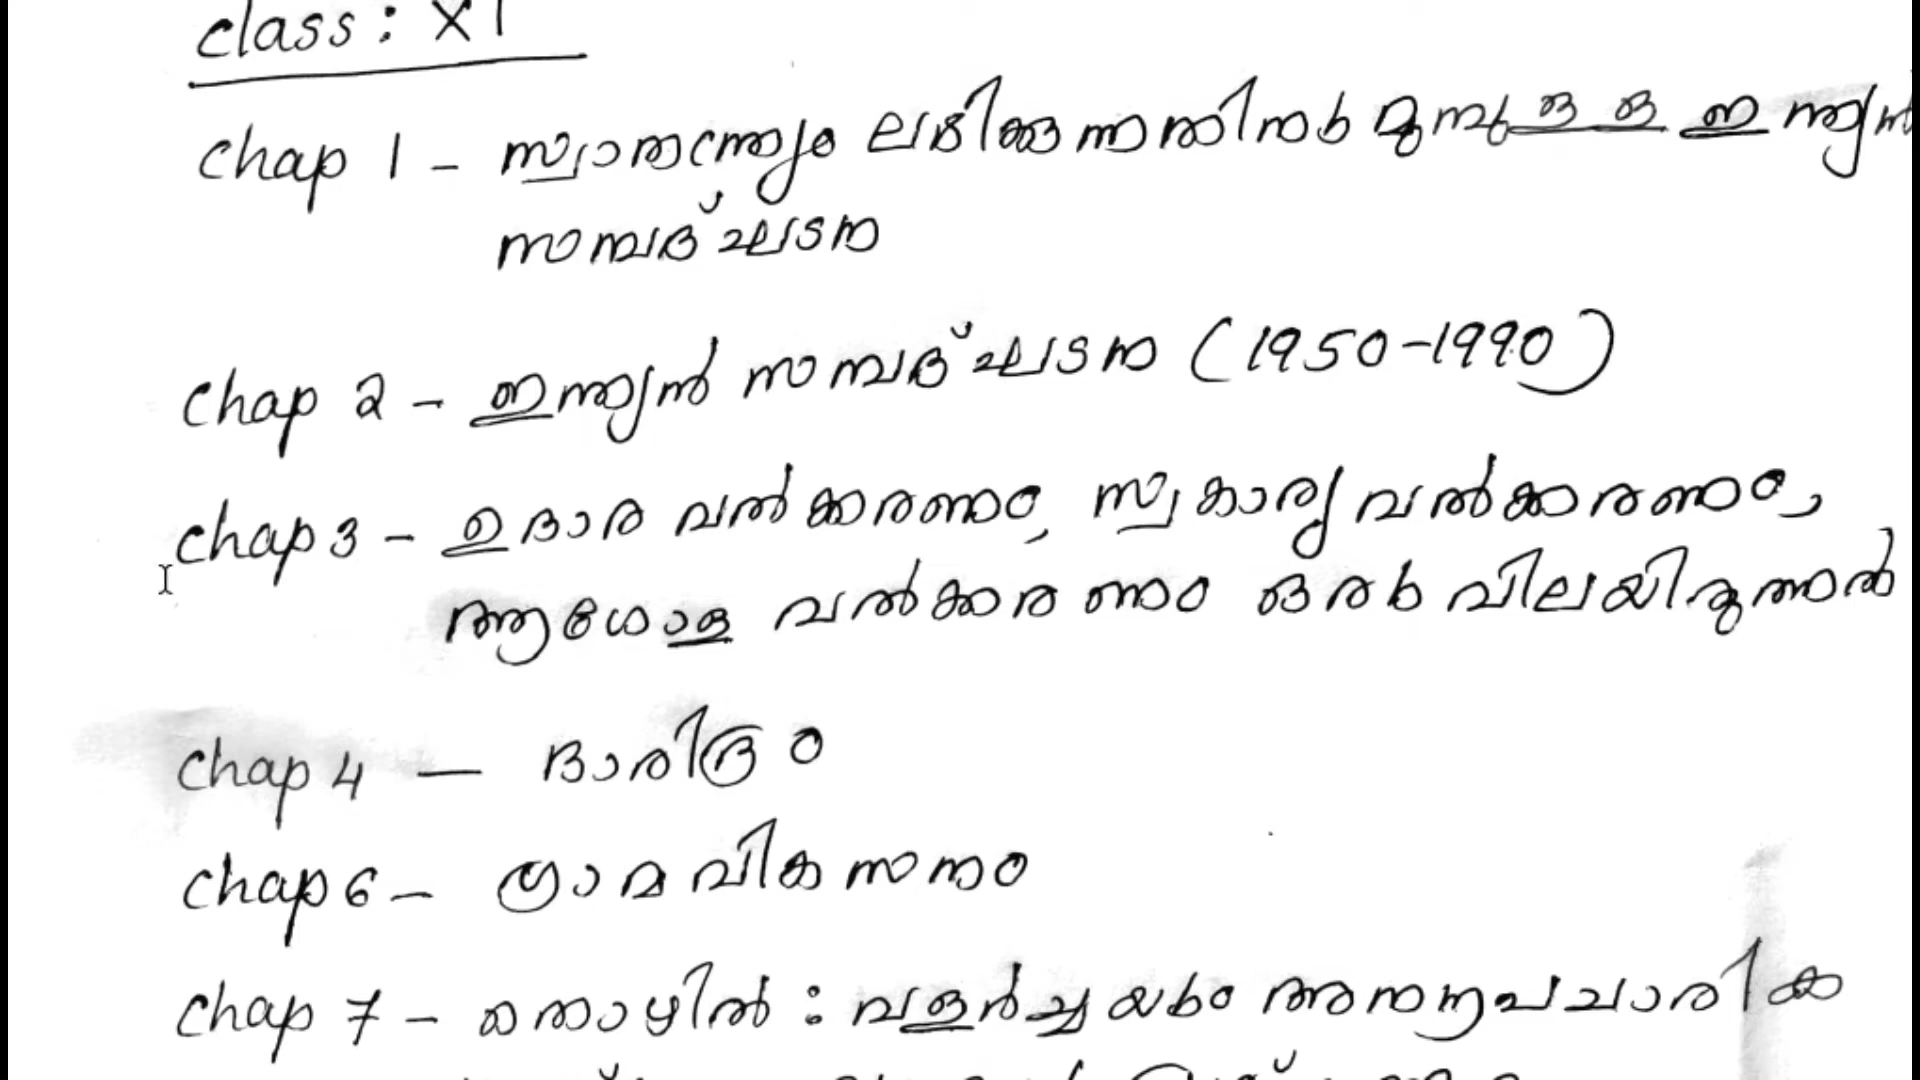 class : XI
chap 1 - സ്വാതന്ത്ര്യം ലഭിക്കുന്നതിനു മുമ്പുള്ള ഇന്ത്യൻ
സമ്പദ്ഘടന
chap 2 - ഇന്ത്യൻ സമ്പദ്ഘടന (1950-1990)
chap 3 - ഉദാരവൽക്കരണം, സ്വകാര്യവൽക്കരണം,
ആഗോളവൽക്കരണം ഒരു വിലയിരുത്തൽ
chap 4 — ദാരിദ്രം
chap 6 - ഗ്രാമവികസനം
chap 7 - തൊഴിൽ : വളർച്ചയും അനൗപചാരിക